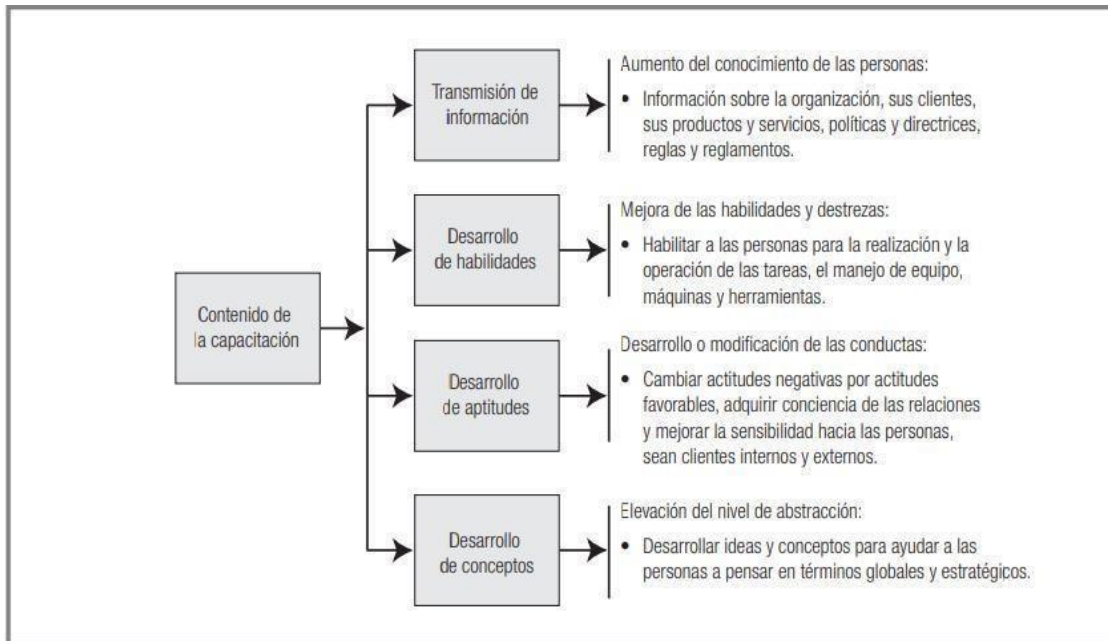 Contenido de
la capacitación
Transmisión de
información
Aumento del conocimiento de las personas:
• Información sobre la organización, sus clientes,
sus productos y servicios, políticas y directrices,
reglas y reglamentos.
Desarrollo
de habilidades
Mejora de las habilidades y destrezas:
• Habilitar a las personas para la realización y la
operación de las tareas, el manejo de equipo,
máquinas y herramientas.
Desarrollo
de aptitudes
Desarrollo o modificación de las conductas:
• Cambiar actitudes negativas por actitudes
favorables, adquirir conciencia de las relaciones
y mejorar la sensibilidad hacia las personas,
sean clientes internos y externos.
Desarrollo
de conceptos
Elevación del nivel de abstracción:
• Desarrollar ideas y conceptos para ayudar a las
personas a pensar en términos globales y estratégicos.